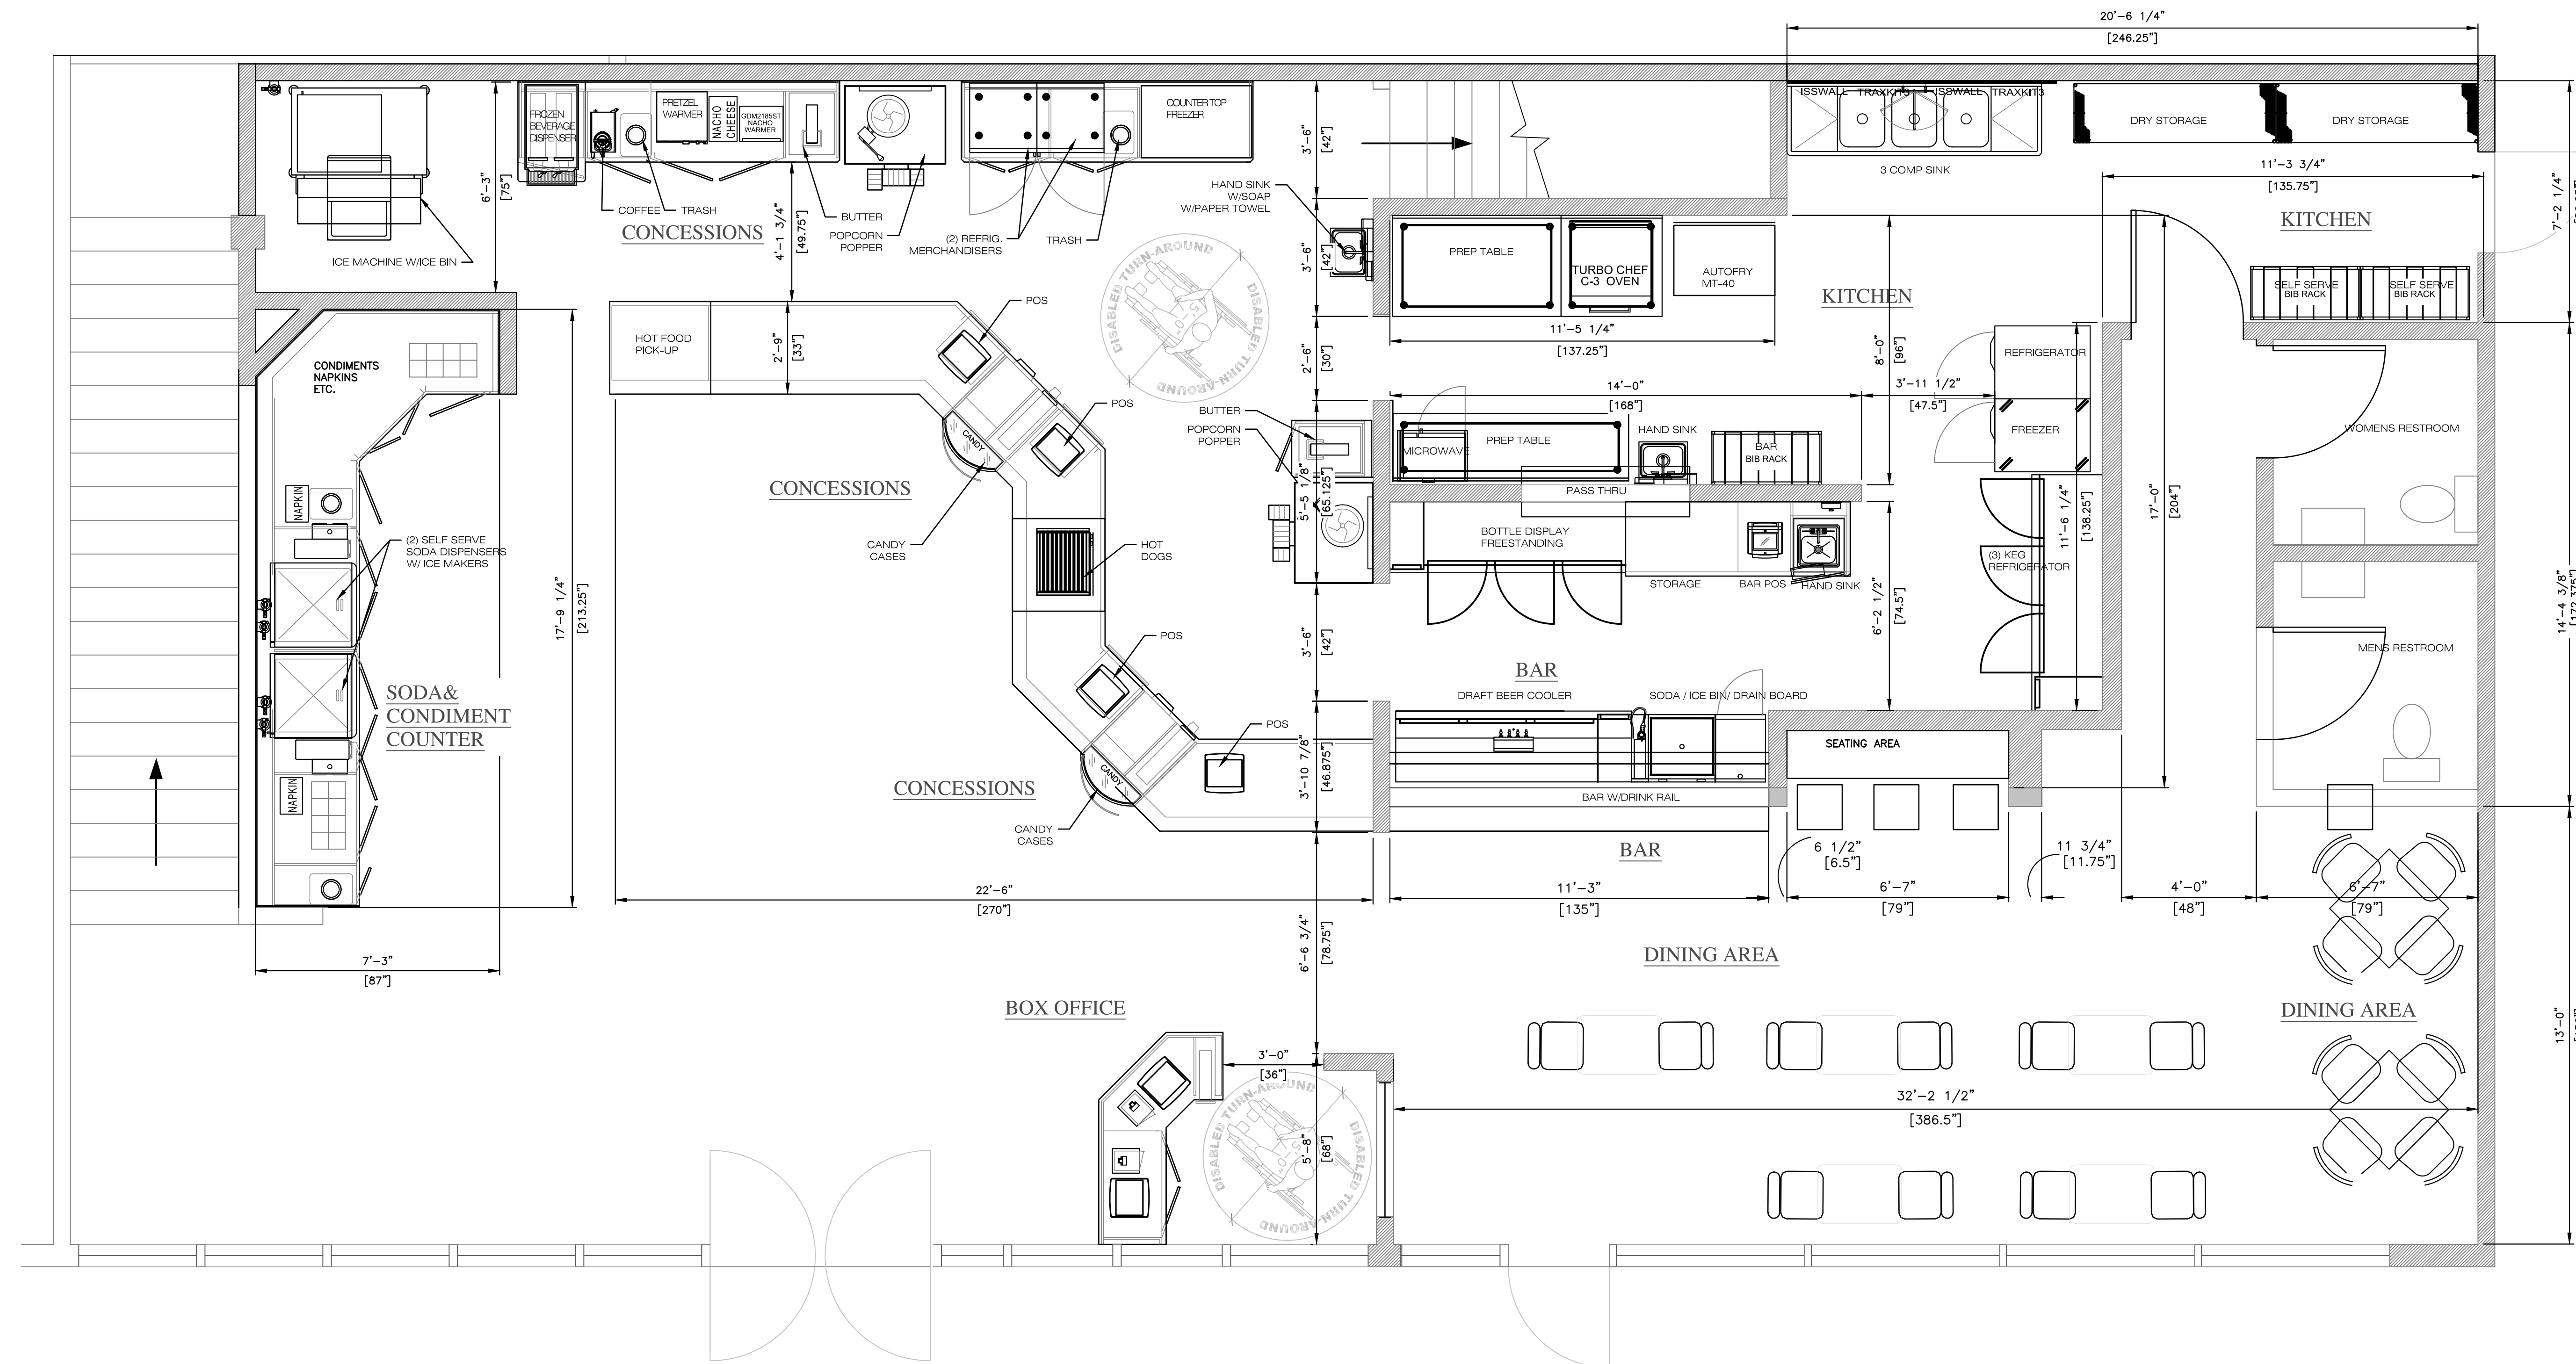 20'-6 1/4"
[246.25"]
FROZEN
BEVERAGE
DISPENSER
PRETZEL
WARMER
NACHO
CHEESE
GDM2185ST
NACHO
WARMER
COUNTER TOP
FREEZER
ISSWALL
TRAXKIT3
ISSWALL
TRAXKIT3
DRY STORAGE
DRY STORAGE
3 COMP SINK
11'-3 3/4"
[135.75"]
KITCHEN
7'-2 1/4"
6'-3"
[75"]
COFFEE
TRASH
CONCESSIONS
4'-1 3/4"
[49.75"]
BUTTER
POPCORN
POPPER
(2) REFRIG.
MERCHANDISERS
TRASH
HAND SINK
W/SOAP
W/PAPER TOWEL
3'-6"
[42"]
3'-6"
[42"]
ICE MACHINE W/ICE BIN
DISABLED TURN-AROUND
DISABLED TURN-AROUND
5'-0"
PREP TABLE
TURBO CHEF
C-3 OVEN
AUTOFRY
MT-40
KITCHEN
SELF SERVE
BIB RACK
SELF SERVE
BIB RACK
11'-5 1/4"
[137.25"]
2'-6"
[30"]
8'-0"
[96"]
HOT FOOD
PICK-UP
2'-9"
[33"]
POS
POS
CANDY
CONDIMENTS
NAPKINS
ETC.
REFRIGERATOR
FREEZER
14'-0"
[168"]
3'-11 1/2"
[47.5"]
WOMENS RESTROOM
BUTTER
POPCORN
POPPER
MICROWAVE
PREP TABLE
HAND SINK
BAR
BIB RACK
PASS THRU
5'-5 1/8"
[65.125"]
CONCESSIONS
CANDY
CASES
HOT
DOGS
NAPKIN
(2) SELF SERVE
SODA DISPENSERS
W/ ICE MAKERS
17'-9 1/4"
[213.25"]
BOTTLE DISPLAY
FREESTANDING
STORAGE
BAR POS
HAND SINK
(3) KEG
REFRIGERATOR
11'-6 1/4"
[138.25"]
17'-0"
[204"]
14'-4 3/8"
[172.375"]
6'-2 1/2"
[74.5"]
3'-6"
[42"]
POS
MENS RESTROOM
BAR
DRAFT BEER COOLER
SODA / ICE BIN/ DRAIN BOARD
SODA&
CONDIMENT
COUNTER
POS
SEATING AREA
3'-10 7/8"
[46.875"]
NAPKIN
CONCESSIONS
CANDY
CANDY
CASES
BAR W/DRINK RAIL
BAR
6 1/2"
[6.5"]
11 3/4"
[11.75"]
22'-6"
[270"]
11'-3"
[135"]
6'-7"
[79"]
4'-0"
[48"]
6'-7"
[79"]
7'-3"
[87"]
6'-6 3/4"
[78.75"]
DINING AREA
BOX OFFICE
DINING AREA
13'-0"
3'-0"
[36"]
DISABLED TURN-AROUND
DISABLED TURN-AROUND
5'-0"
5'-8"
[68"]
32'-2 1/2"
[386.5"]